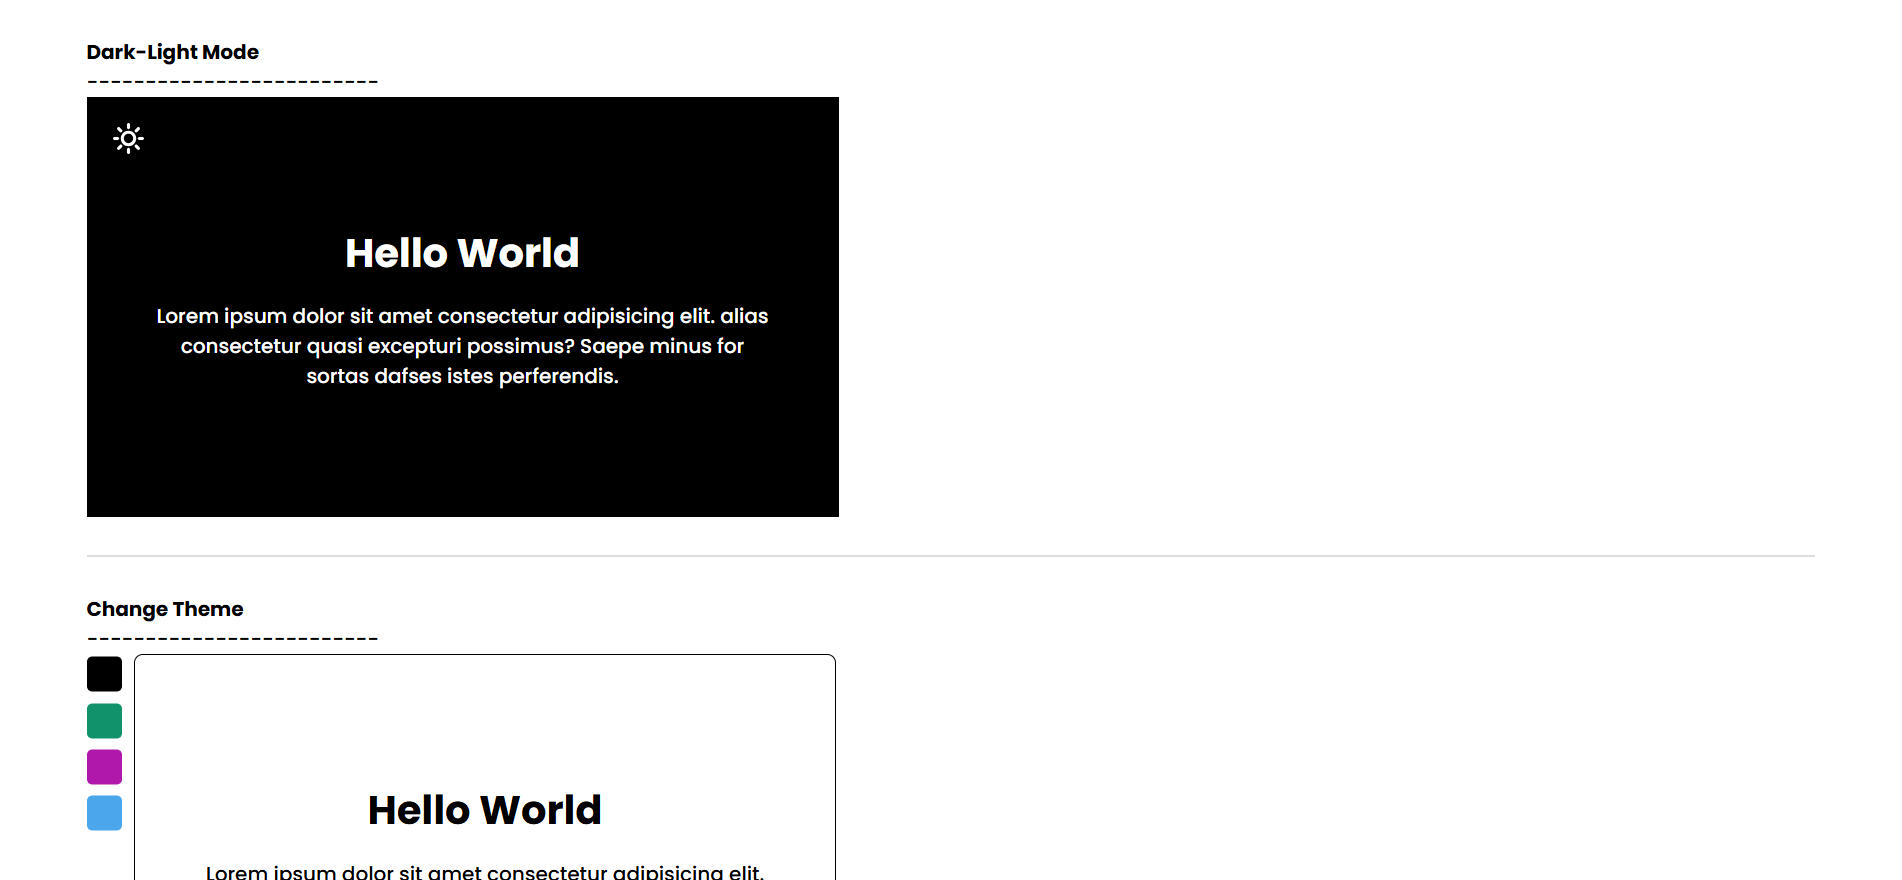 Dark-Light Mode
-------------------------
Hello World
Lorem ipsum dolor sit amet consectetur adipisicing elit. alias
consectetur quasi excepturi possimus? Saepe minus for
sortas dafses istes perferendis.
Change Theme
-------------------------
Hello World
Lorem ipsum dolor sit amet consectetur adipisicing elit.